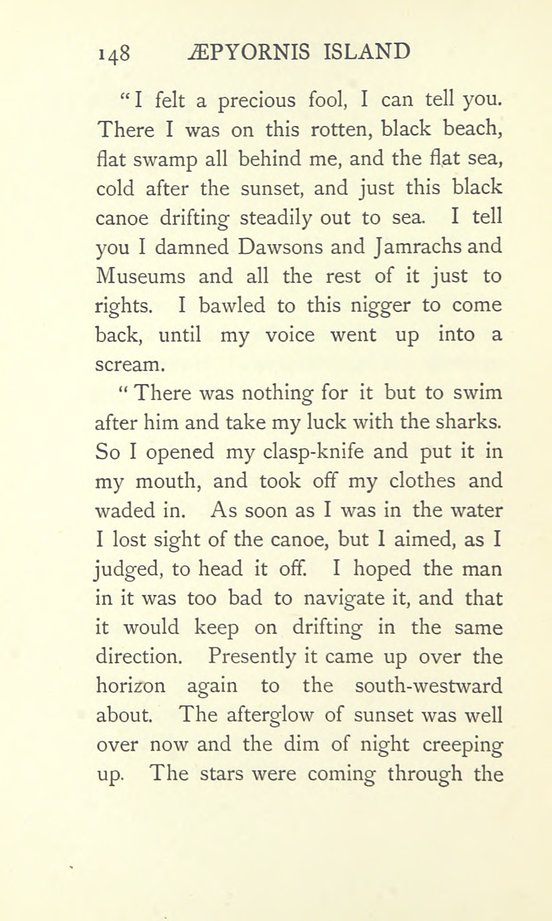 148 ÆPYORNIS ISLAND
“I felt a precious fool, I can tell you.
There I was on this rotten, black beach,
flat swamp all behind me, and the flat sea,
cold after the sunset, and just this black
canoe drifting steadily out to sea. I tell
you I damned Dawsons and Jamrachs and
Museums and all the rest of it just to
rights. I bawled to this nigger to come
back, until my voice went up into a
scream.
“There was nothing for it but to swim
after him and take my luck with the sharks.
So I opened my clasp-knife and put it in
my mouth, and took off my clothes and
waded in. As soon as I was in the water
I lost sight of the canoe, but I aimed, as I
judged, to head it off. I hoped the man
in it was too bad to navigate it, and that
it would keep on drifting in the same
direction. Presently it came up over the
horizon again to the south-westward
about. The afterglow of sunset was well
over now and the dim of night creeping
up. The stars were coming through the